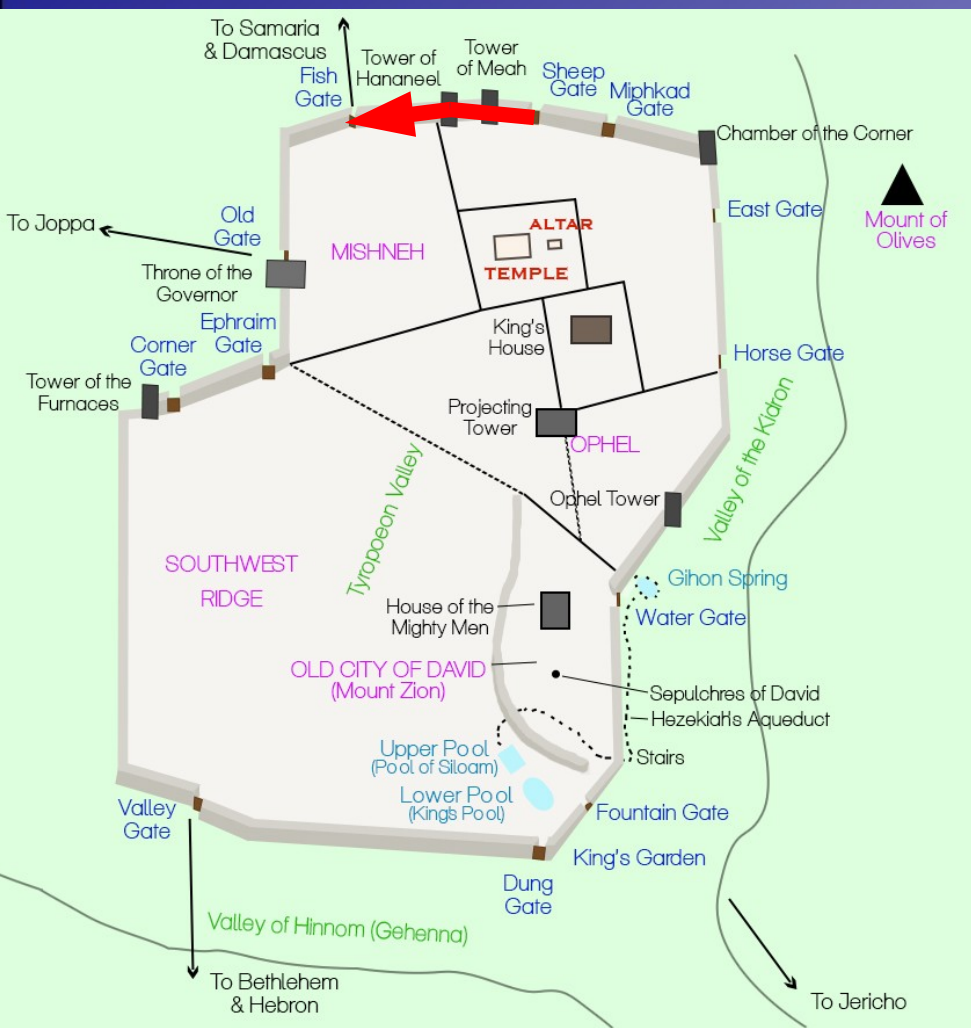 To Samaria
& Damascus
Tower of
Hananeel
Tower
of Meah
Fish
Gate
Sheep
Gate
Miphkad
Gate
Chamber of the Corner
East Gate
Mount of
Olives
To Joppa
Old
Gate
MISHNEH
ALTAR
TEMPLE
Throne of the
Governor
Ephraim
Gate
Corner
Gate
King's
House
Horse Gate
Tower of the
Furnaces
Projecting
Tower
OPHEL
Valley of the Kidron
Tyropoeon Valley
Ophel Tower
SOUTHWEST
RIDGE
Gihon Spring
House of the
Mighty Men
Water Gate
OLD CITY OF DAVID
(Mount Zion)
Sepulchres of David
Hezekiah's Aqueduct
Stairs
Upper Pool
(Pool of Siloam)
Lower Pool
(King's Pool)
Valley
Gate
Fountain Gate
King's Garden
Dung
Gate
Valley of Hinnom (Gehenna)
To Bethlehem
& Hebron
To Jericho